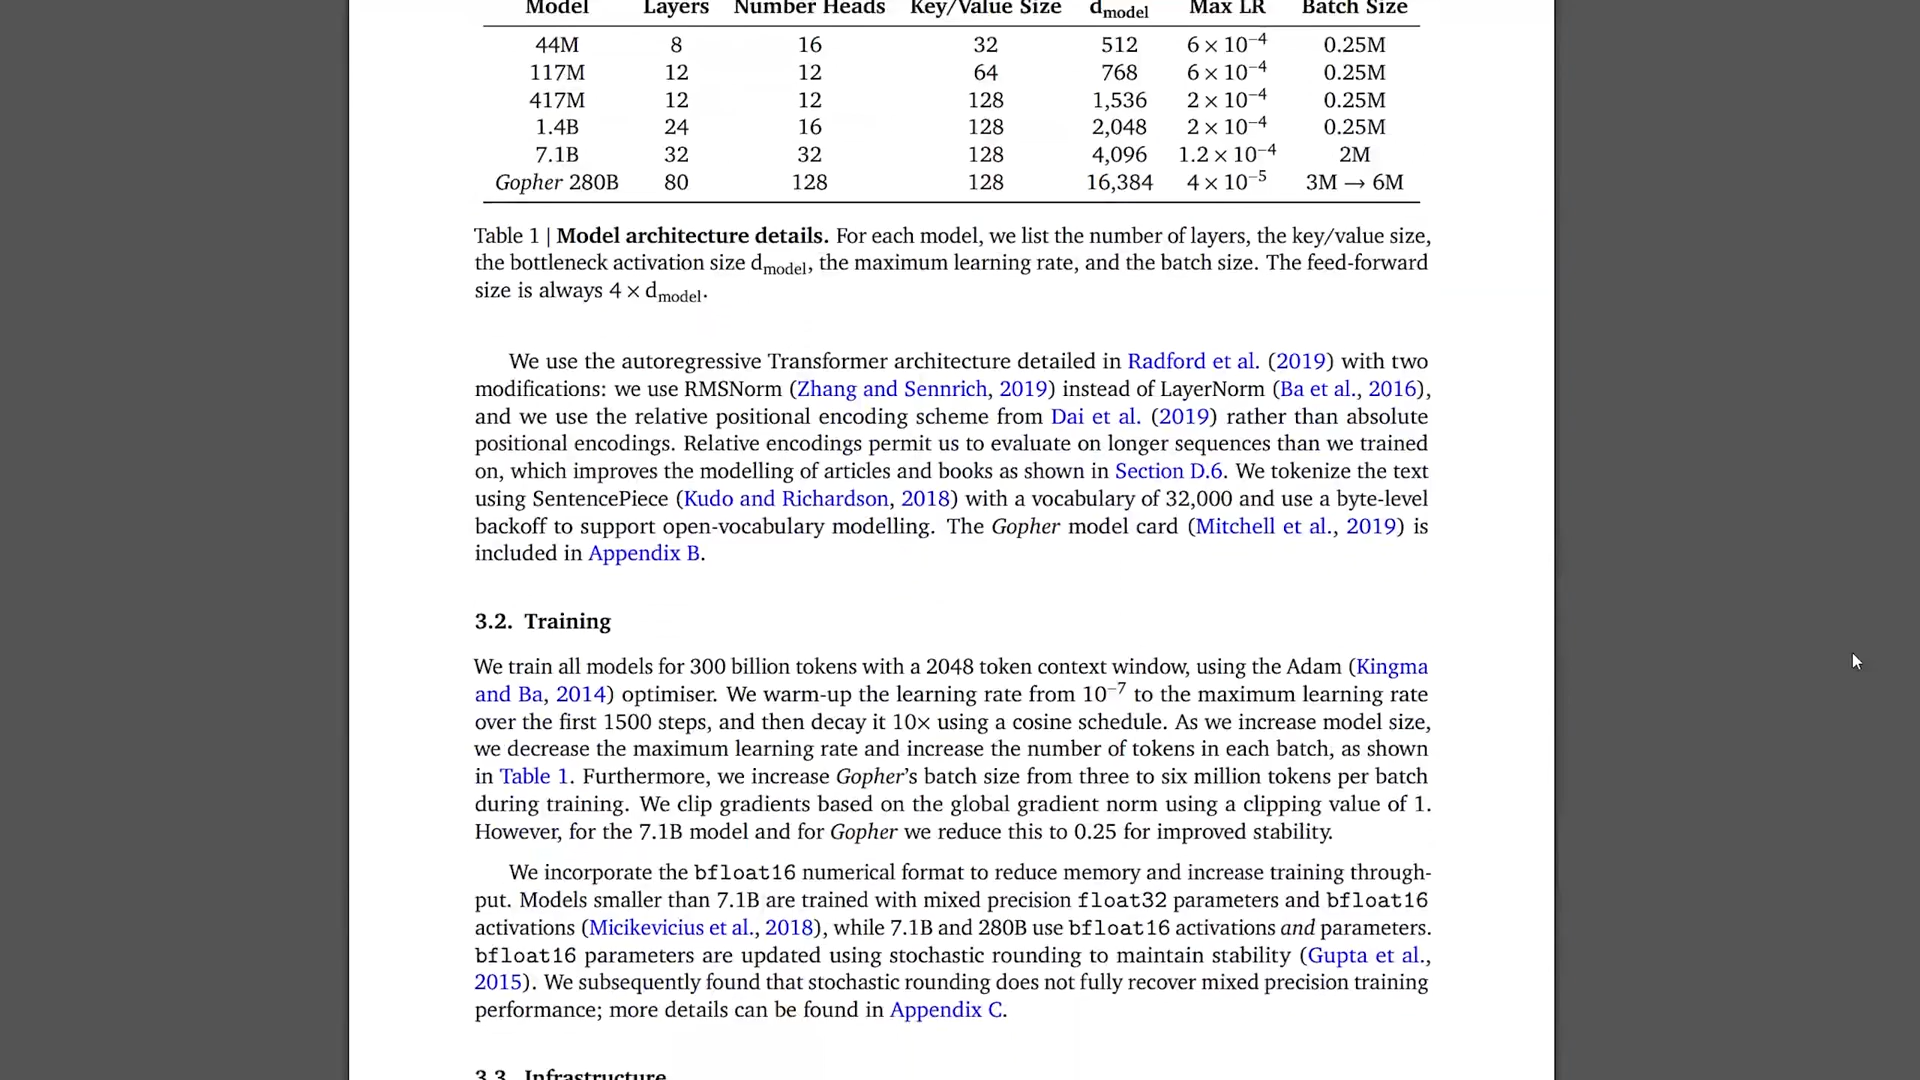 Model Layers Number Heads Key/Value Size dmodel Max LR Batch Size
44M 8 16 32 512 6 × 10⁻⁴ 0.25M
117M 12 12 64 768 6 × 10⁻⁴ 0.25M
417M 12 12 128 1,536 2 × 10⁻⁴ 0.25M
1.4B 24 16 128 2,048 2 × 10⁻⁴ 0.25M
7.1B 32 32 128 4,096 1.2 × 10⁻⁴ 2M
Gopher 280B 80 128 128 16,384 4 × 10⁻⁵ 3M → 6M
Table 1 | Model architecture details. For each model, we list the number of layers, the key/value size,
the bottleneck activation size dmodel, the maximum learning rate, and the batch size. The feed-forward
size is always 4 × dmodel.
We use the autoregressive Transformer architecture detailed in Radford et al. (2019) with two
modifications: we use RMSNorm (Zhang and Sennrich, 2019) instead of LayerNorm (Ba et al., 2016),
and we use the relative positional encoding scheme from Dai et al. (2019) rather than absolute
positional encodings. Relative encodings permit us to evaluate on longer sequences than we trained
on, which improves the modelling of articles and books as shown in Section D.6. We tokenize the text
using SentencePiece (Kudo and Richardson, 2018) with a vocabulary of 32,000 and use a byte-level
backoff to support open-vocabulary modelling. The Gopher model card (Mitchell et al., 2019) is
included in Appendix B.
3.2. Training
We train all models for 300 billion tokens with a 2048 token context window, using the Adam (Kingma
and Ba, 2014) optimiser. We warm-up the learning rate from 10⁻⁷ to the maximum learning rate
over the first 1500 steps, and then decay it 10× using a cosine schedule. As we increase model size,
we decrease the maximum learning rate and increase the number of tokens in each batch, as shown
in Table 1. Furthermore, we increase Gopher's batch size from three to six million tokens per batch
during training. We clip gradients based on the global gradient norm using a clipping value of 1.
However, for the 7.1B model and for Gopher we reduce this to 0.25 for improved stability.
We incorporate the bfloat16 numerical format to reduce memory and increase training through-
put. Models smaller than 7.1B are trained with mixed precision float32 parameters and bfloat16
activations (Micikevicius et al., 2018), while 7.1B and 280B use bfloat16 activations and parameters.
bfloat16 parameters are updated using stochastic rounding to maintain stability (Gupta et al.,
2015). We subsequently found that stochastic rounding does not fully recover mixed precision training
performance; more details can be found in Appendix C.
3.3. Infrastructure